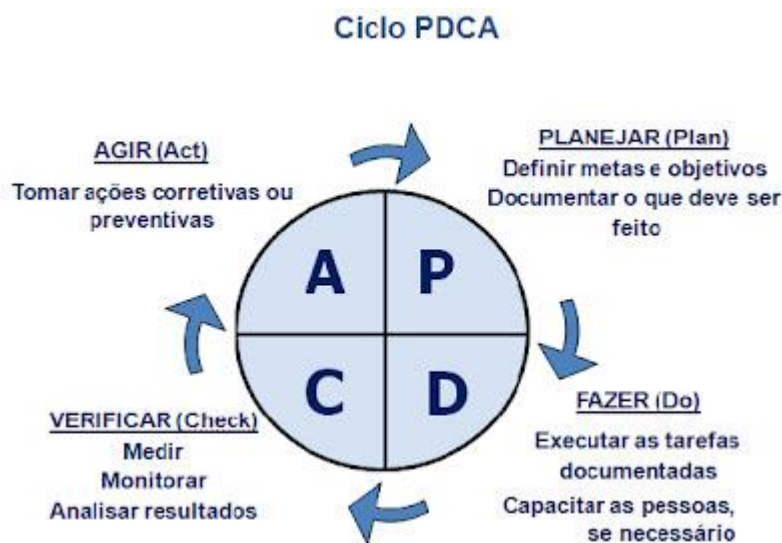 Ciclo PDCA
AGIR (Act)
Tomar ações corretivas ou
preventivas
PLANEJAR (Plan)
Definir metas e objetivos
Documentar o que deve ser
feito
A
P
C
D
VERIFICAR (Check)
Medir
Monitorar
Analisar resultados
FAZER (Do)
Executar as tarefas
documentadas
Capacitar as pessoas,
se necessário